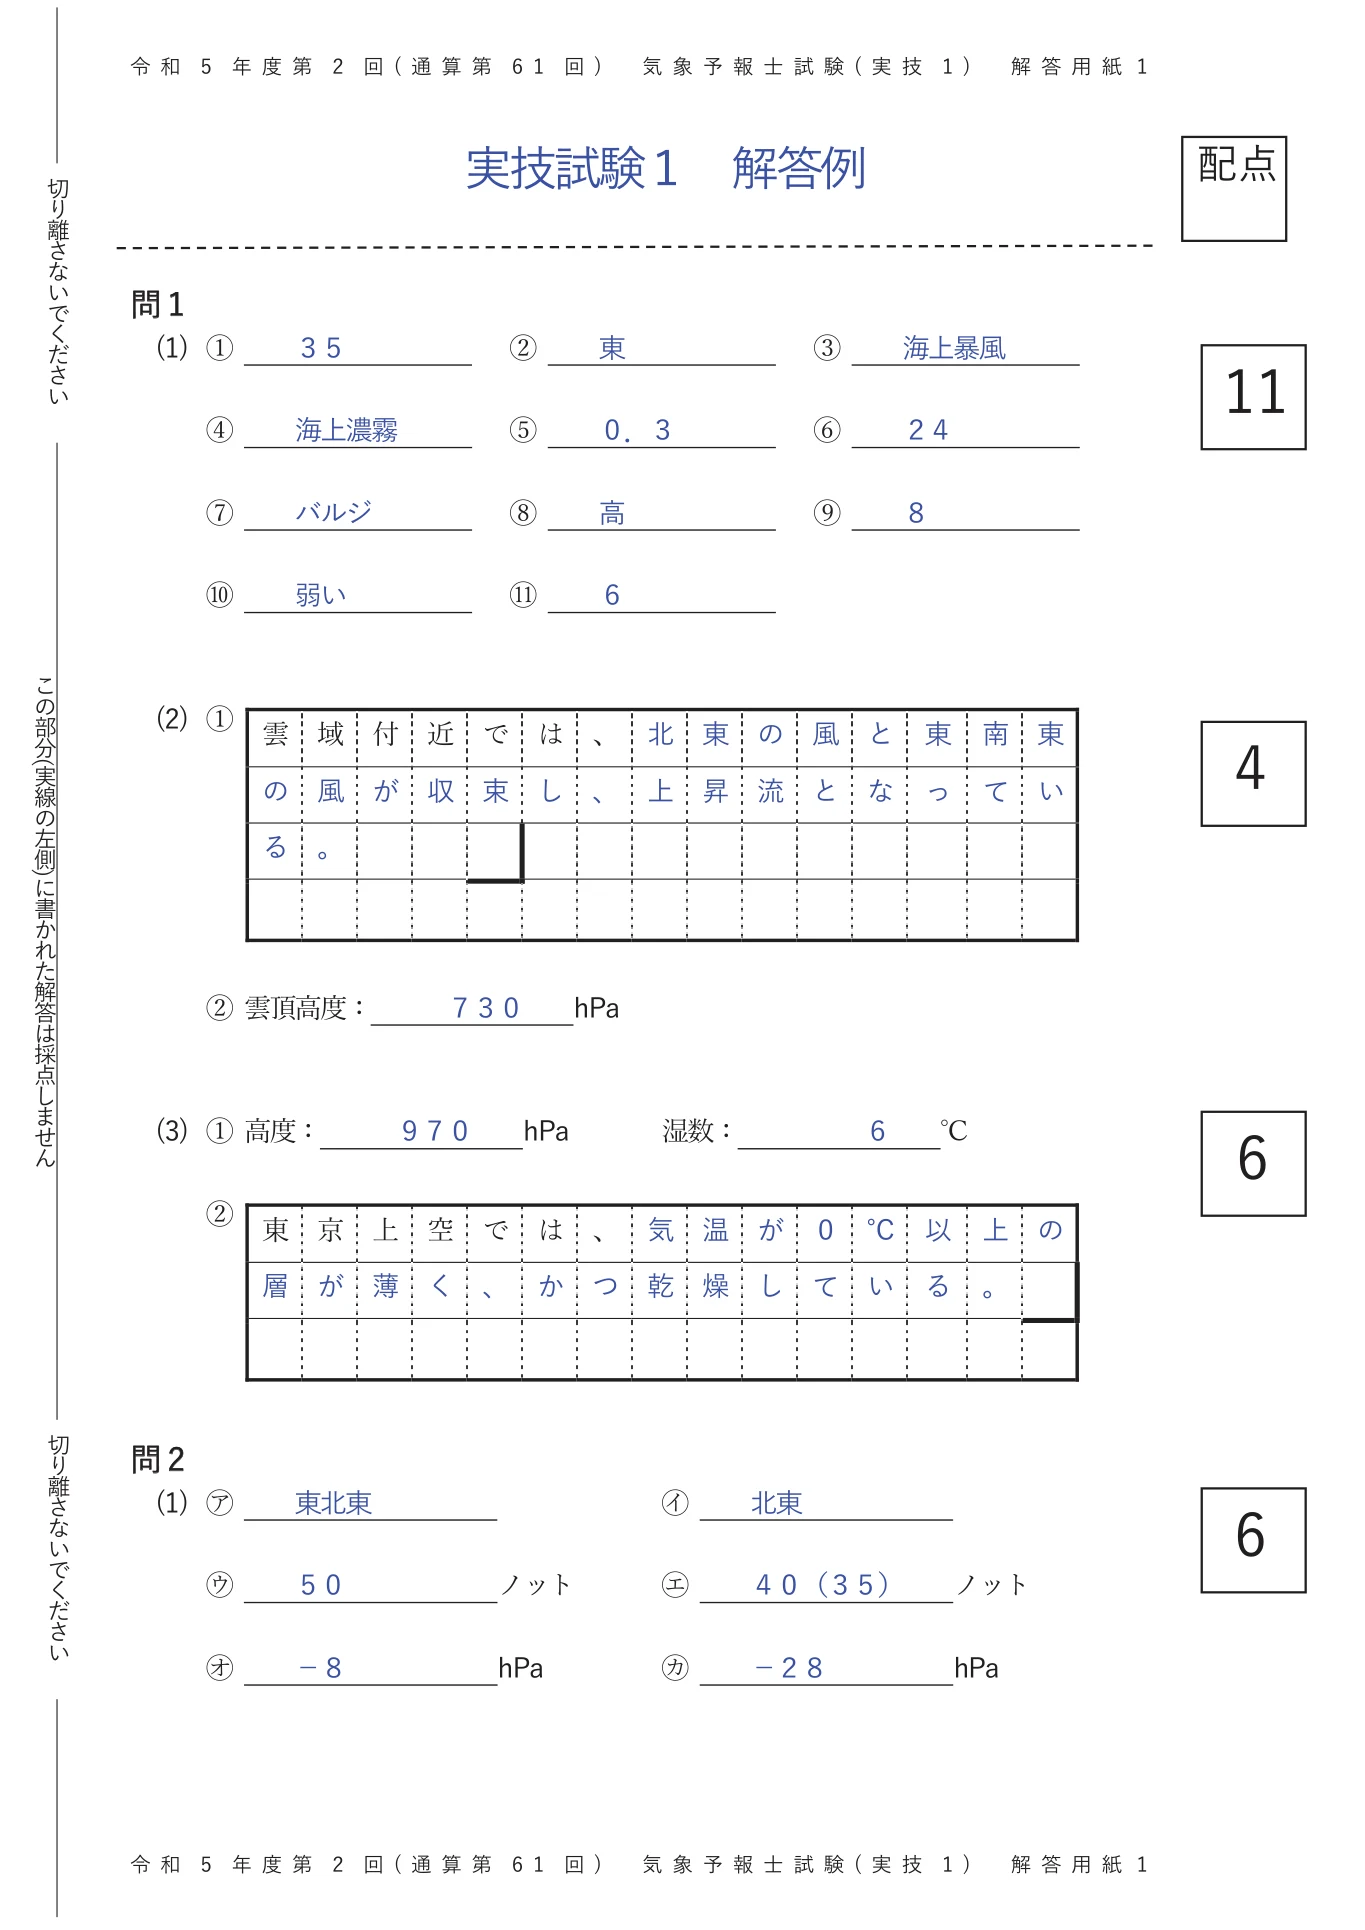 令和 5 年度第 2 回(通算第 61 回) 気象予報士試験(実技 1) 解答用紙 1
実技試験１ 解答例
配点
切り離さないでください
問 1
(1) ① ３５ ② 東 ③ 海上暴風
11
④ 海上濃霧 ⑤ ０．３ ⑥ ２４
⑦ バルジ ⑧ 高 ⑨ ８
⑩ 弱い ⑪ ６
この部分(実線の左側)に書かれた解答は採点しません
(2) ① 雲域付近では、北東の風と東南東
の風が収束し、上昇流となってい
る。
4
② 雲頂高度： ７３０ hPa
(3) ① 高度： ９７０ hPa 湿数： ６ ℃
6
② 東京上空では、気温が０℃以上の
層が薄く、かつ乾燥している。
切り離さないでください
問 2
(1) ㋐ 東北東 ㋑ 北東
6
㋒ ５０ ノット ㋓ ４０（３５） ノット
㋔ －８ hPa ㋕ －２８ hPa
令和 5 年度第 2 回(通算第 61 回) 気象予報士試験(実技 1) 解答用紙 1